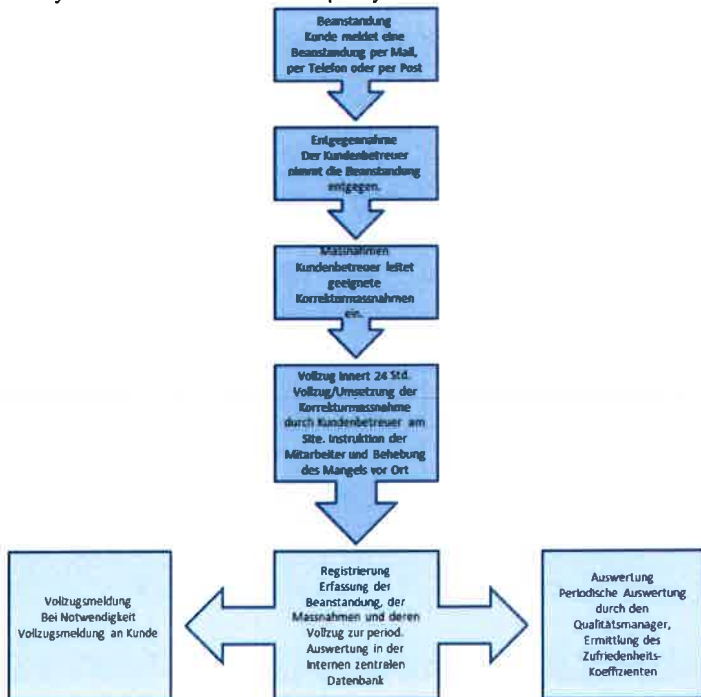 Beanstandung
Kunde meldet eine
Beanstandung per Mail,
per Telefon oder per Post
Entgegennahme
Der Kundenbetreuer
nimmt die Beanstandung
entgegen.
Massnahmen
Kundenbetreuer leitet
geeignete
Korrekturmassnahmen
ein.
Vollzug innert 24 Std.
Vollzug/Umsetzung der
Korrekturmassnahme
durch Kundenbetreuer am
Site. Instruktion der
Mitarbeiter und Behebung
des Mangels vor Ort
Vollzugsmeldung
Bei Notwendigkeit
Vollzugsmeldung an Kunde
Registrierung
Erfassung der
Beanstandung, der
Massnahmen und deren
Vollzug zur period.
Auswertung in der
Internen zentralen
Datenbank
Auswertung
Periodische Auswertung
durch den
Qualitätsmanager,
Ermittlung des
Zufriedenheits-
Koeffizienten